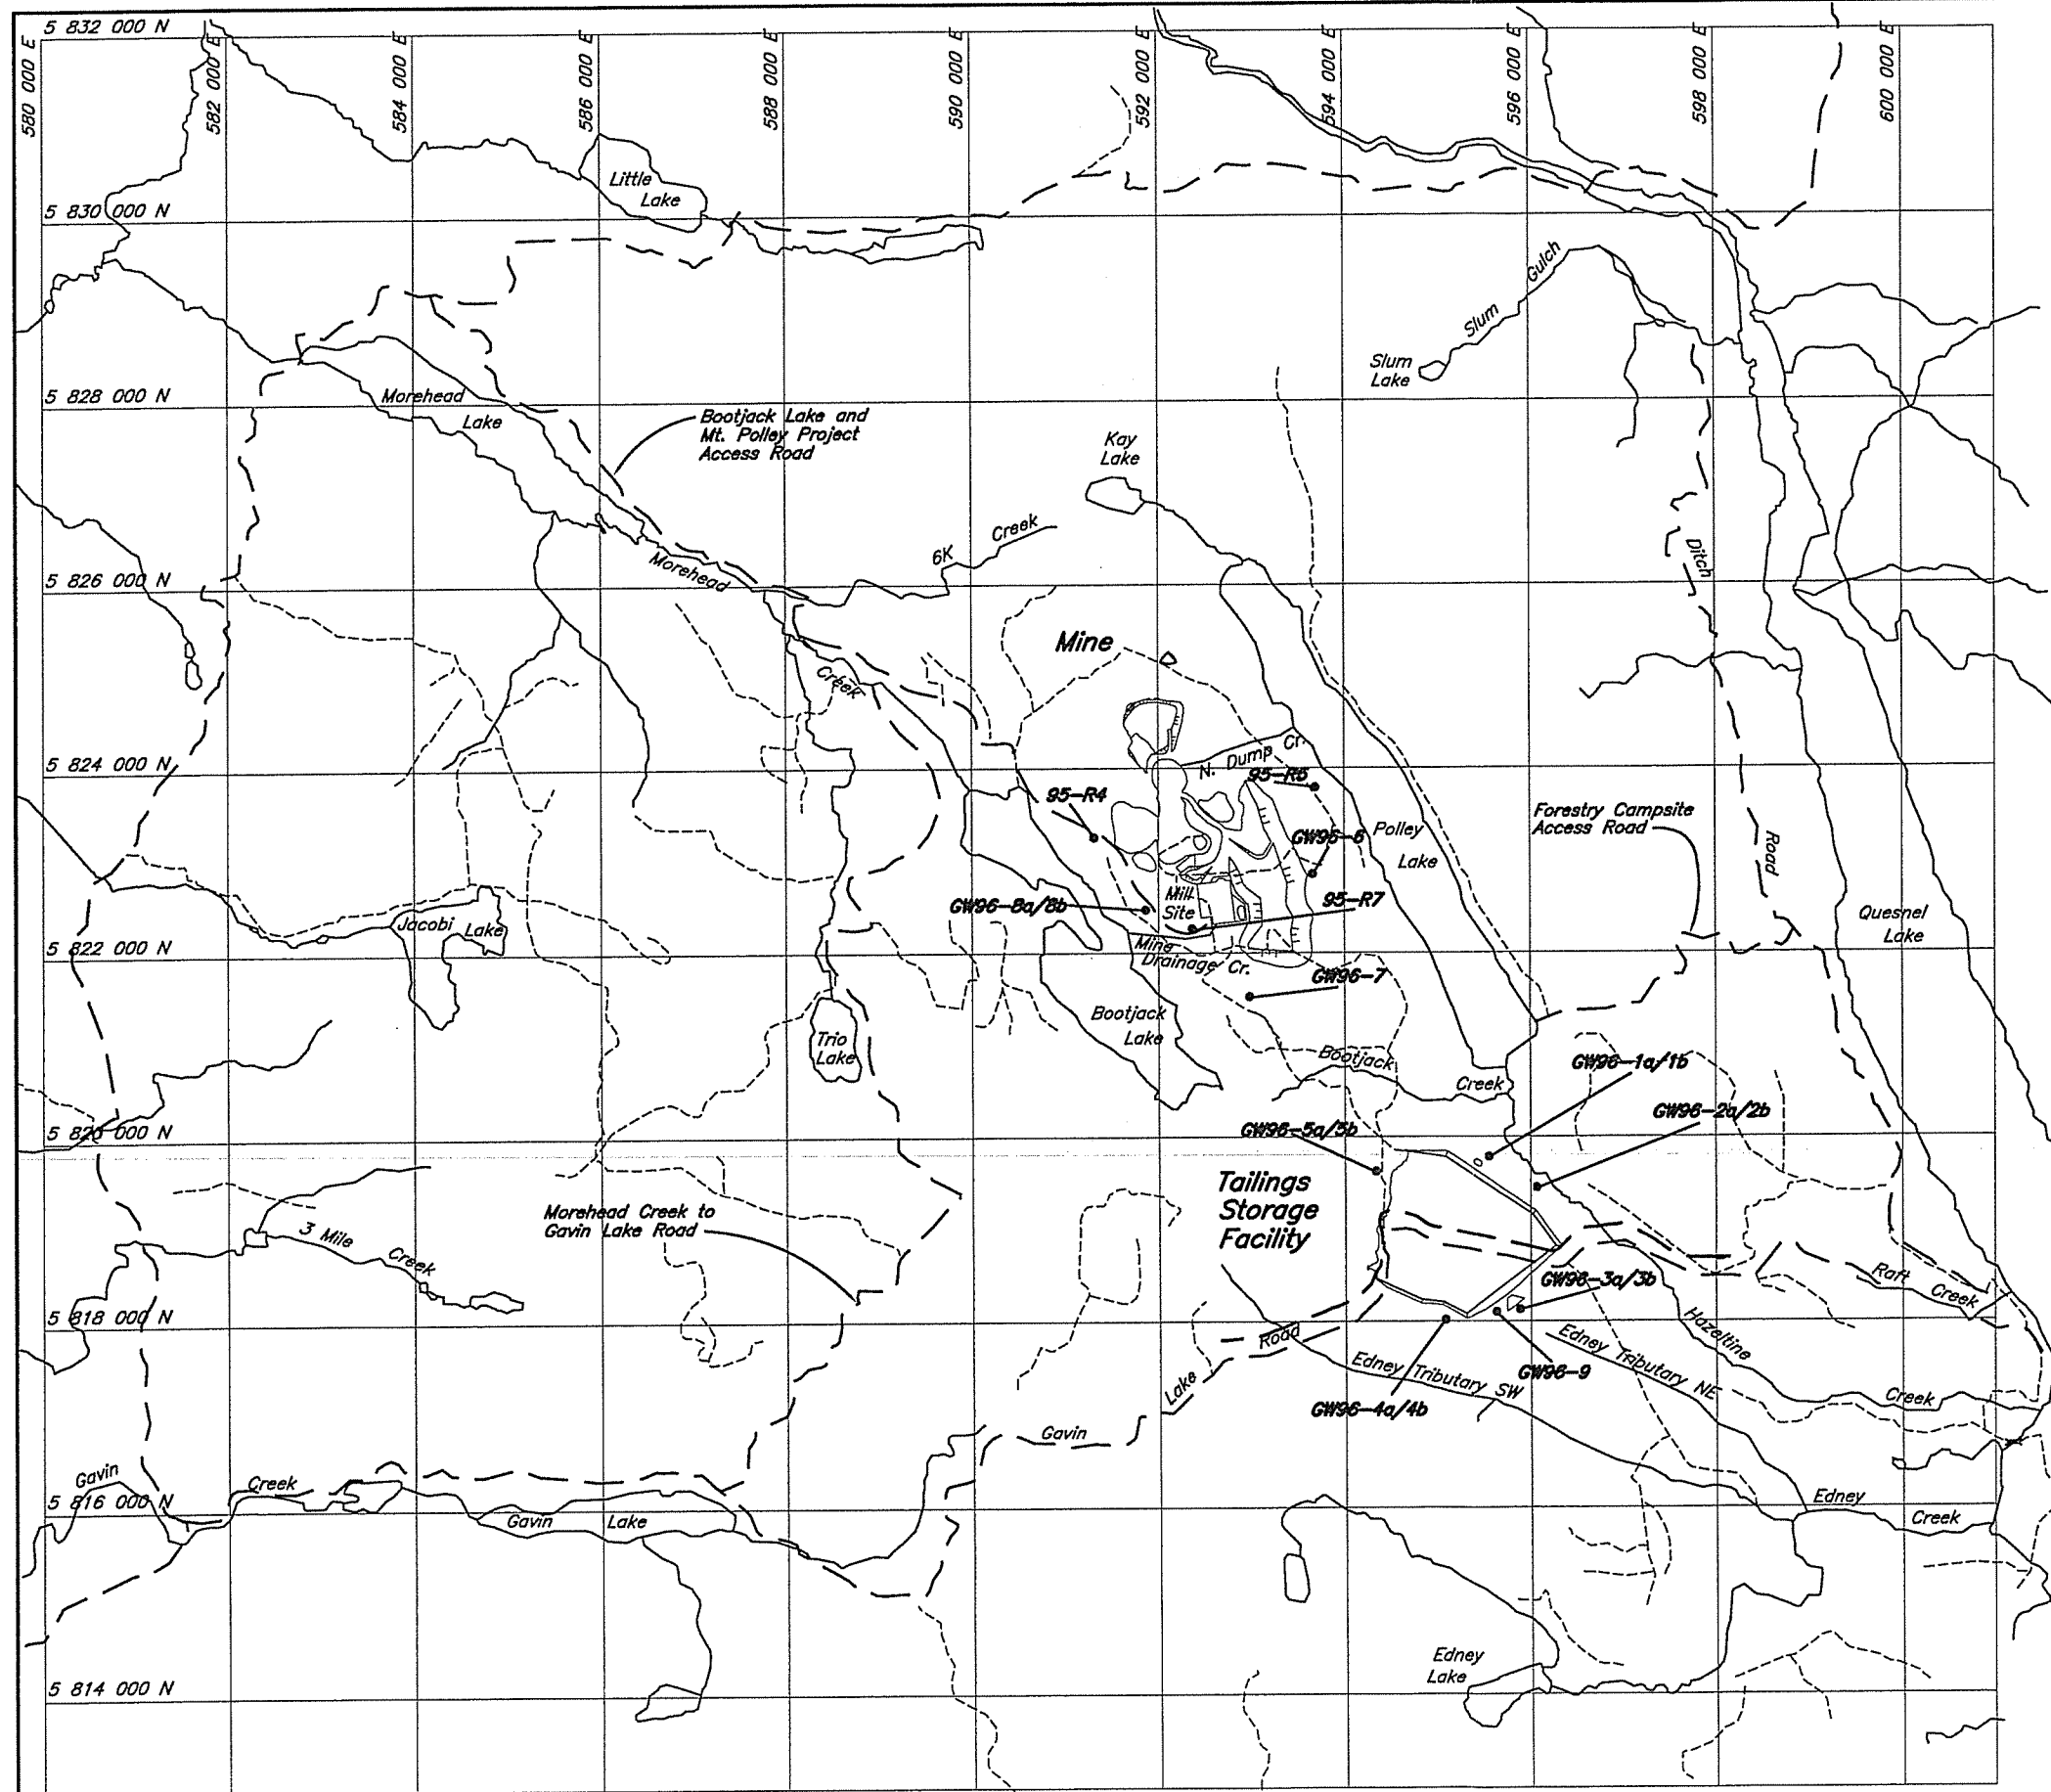 5 832 000 N
580 000 E
582 000 E
584 000 E
586 000 E
588 000 E
590 000 E
592 000 E
594 000 E
596 000 E
598 000 E
600 000 E
Little
Lake
5 830 000 N
Slum Gulch
Slum
Lake
5 828 000 N
Morehead
Lake
Bootjack Lake and
Mt. Polley Project
Access Road
Kay
Lake
6K Creek
Morehead
Creek
5 826 000 N
Ditch
Road
Mine
5 824 000 N
N. Dump Cr.
95-R4
Forestry Campsite
Access Road
Polley
Lake
Mill
Site
95-R7
GW96-8a/8b
Jacobi Lake
Quesnel
Lake
5 822 000 N
Mine
Drainage Cr.
GW96-7
Bootjack
Lake
Trio
Lake
Bootjack
Creek
GW96-1a/1b
GW96-2a/2b
5 820 000 N
GW96-5a/5b
Tailings
Storage
Facility
Morehead Creek to
Gavin Lake Road
3 Mile Creek
GW96-3a/3b
Raft
Creek
5 818 000 N
Hazeltine
Creek
Road
Edney Tributary NE
Edney Tributary SW
GW96-9
GW96-4a/4b
Lake
Gavin
Gavin
Creek
5 816 000 N
Gavin Lake
Edney
Creek
Edney
Lake
5 814 000 N